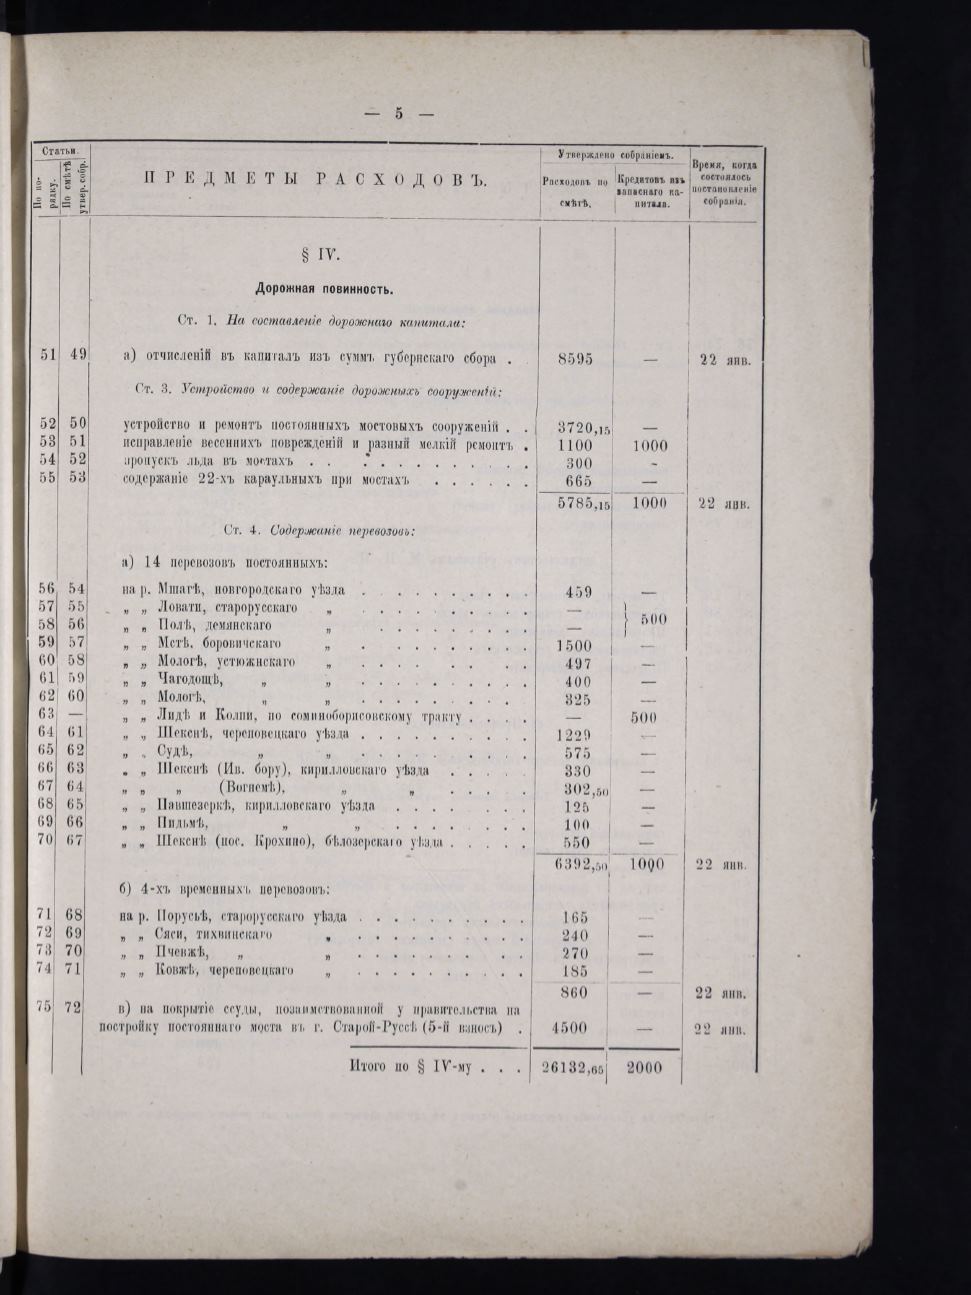 — 5 —
Статьи.
По по-
рядку.
По смѣтѣ
утвер. собр.
ПРЕДМЕТЫ РАСХОДОВЪ.
Утверждено собраніемъ.
Расходовъ по
смѣтѣ.
Кредитовъ изъ
запаснаго ка-
питала.
Время, когда
состоялось
постановленіе
собранія.
§ IV.
Дорожная повинность.
Ст. 1. На составленіе дорожнаго капитала:
51 49 а) отчисленій въ капиталъ изъ суммъ губернскаго сбора . 8595 — 22 янв.
Ст. 3. Устройство и содержаніе дорожныхъ сооруженій:
52 50 устройство и ремонтъ постоянныхъ мостовыхъ сооруженій . . 3720,15 —
53 51 исправленіе весеннихъ поврежденій и разный мелкій ремонтъ . 1100 1000
54 52 пропускъ льда въ мостахъ . . . . . . . . . . . 300 -
55 53 содержаніе 22-хъ караульныхъ при мостахъ . . . . . . 665 —
5785,15 1000 22 янв.
Ст. 4. Содержаніе перевозовъ:
а) 14 перевозовъ постоянныхъ:
56 54 на р. Мшагѣ, новгородскаго уѣзда . . . . . . . . . 459 —
57 55 „ „ Ловати, старорусскаго „ . . . . . . . . . —
58 56 „ „ Полѣ, демянскаго „ . . . . . . . . — } 500
59 57 „ „ Мстѣ, боровичскаго „ . . . . . . . . 1500 —
60 58 „ „ Мологѣ, устюжнскаго „ . . . . . . . 497 —
61 59 „ „ Чагодощѣ, „ „ . . . . . . . . . 400 —
62 60 „ „ Мологѣ, „ „ . . . . . . . . 325 —
63 — „ „ Лидѣ и Колпи, по соминоборисовскому тракту . . . . — 500
64 61 „ „ Шекснѣ, череповецкаго уѣзда . . . . . . . . . . 1229 —
65 62 „ „ Судѣ, „ „ . . . . . . . . . 575 —
66 63 „ „ Шекснѣ (Ив. бору), кирилловскаго уѣзда . . . . . 330 —
67 64 „ „ „ (Вогнемѣ), „ „ . . . . . 302,50 —
68 65 „ „ Павшезеркѣ, кирилловскаго уѣзда . . . . . . . 125 —
69 66 „ „ Пидьмѣ, „ „ . . . . . . . . 100 —
70 67 „ „ Шекснѣ (пос. Крохино), бѣлозерскаго уѣзда . . . . . 550 —
6392,50 1000 22 янв.
б) 4-хъ временныхъ перевозовъ:
71 68 на р. Порусьѣ, старорусскаго уѣзда . . . . . . . . . 165 —
72 69 „ „ Сяси, тихвинскаго „ . . . . . . . . . . 240 —
73 70 „ „ Пчевжѣ, „ „ . . . . . . . . . 270 —
74 71 „ „ Ковжѣ, череповецкаго „ . . . . . . . . . . 185 —
860 — 22 янв.
75 72 в) на покрытіе ссуды, позаимствованной у правительства на
постройку постояннаго моста въ г. Старой-Руссѣ (5-й взносъ) . 4500 — 22 янв.
Итого по § IV-му . . . 26132,65 2000